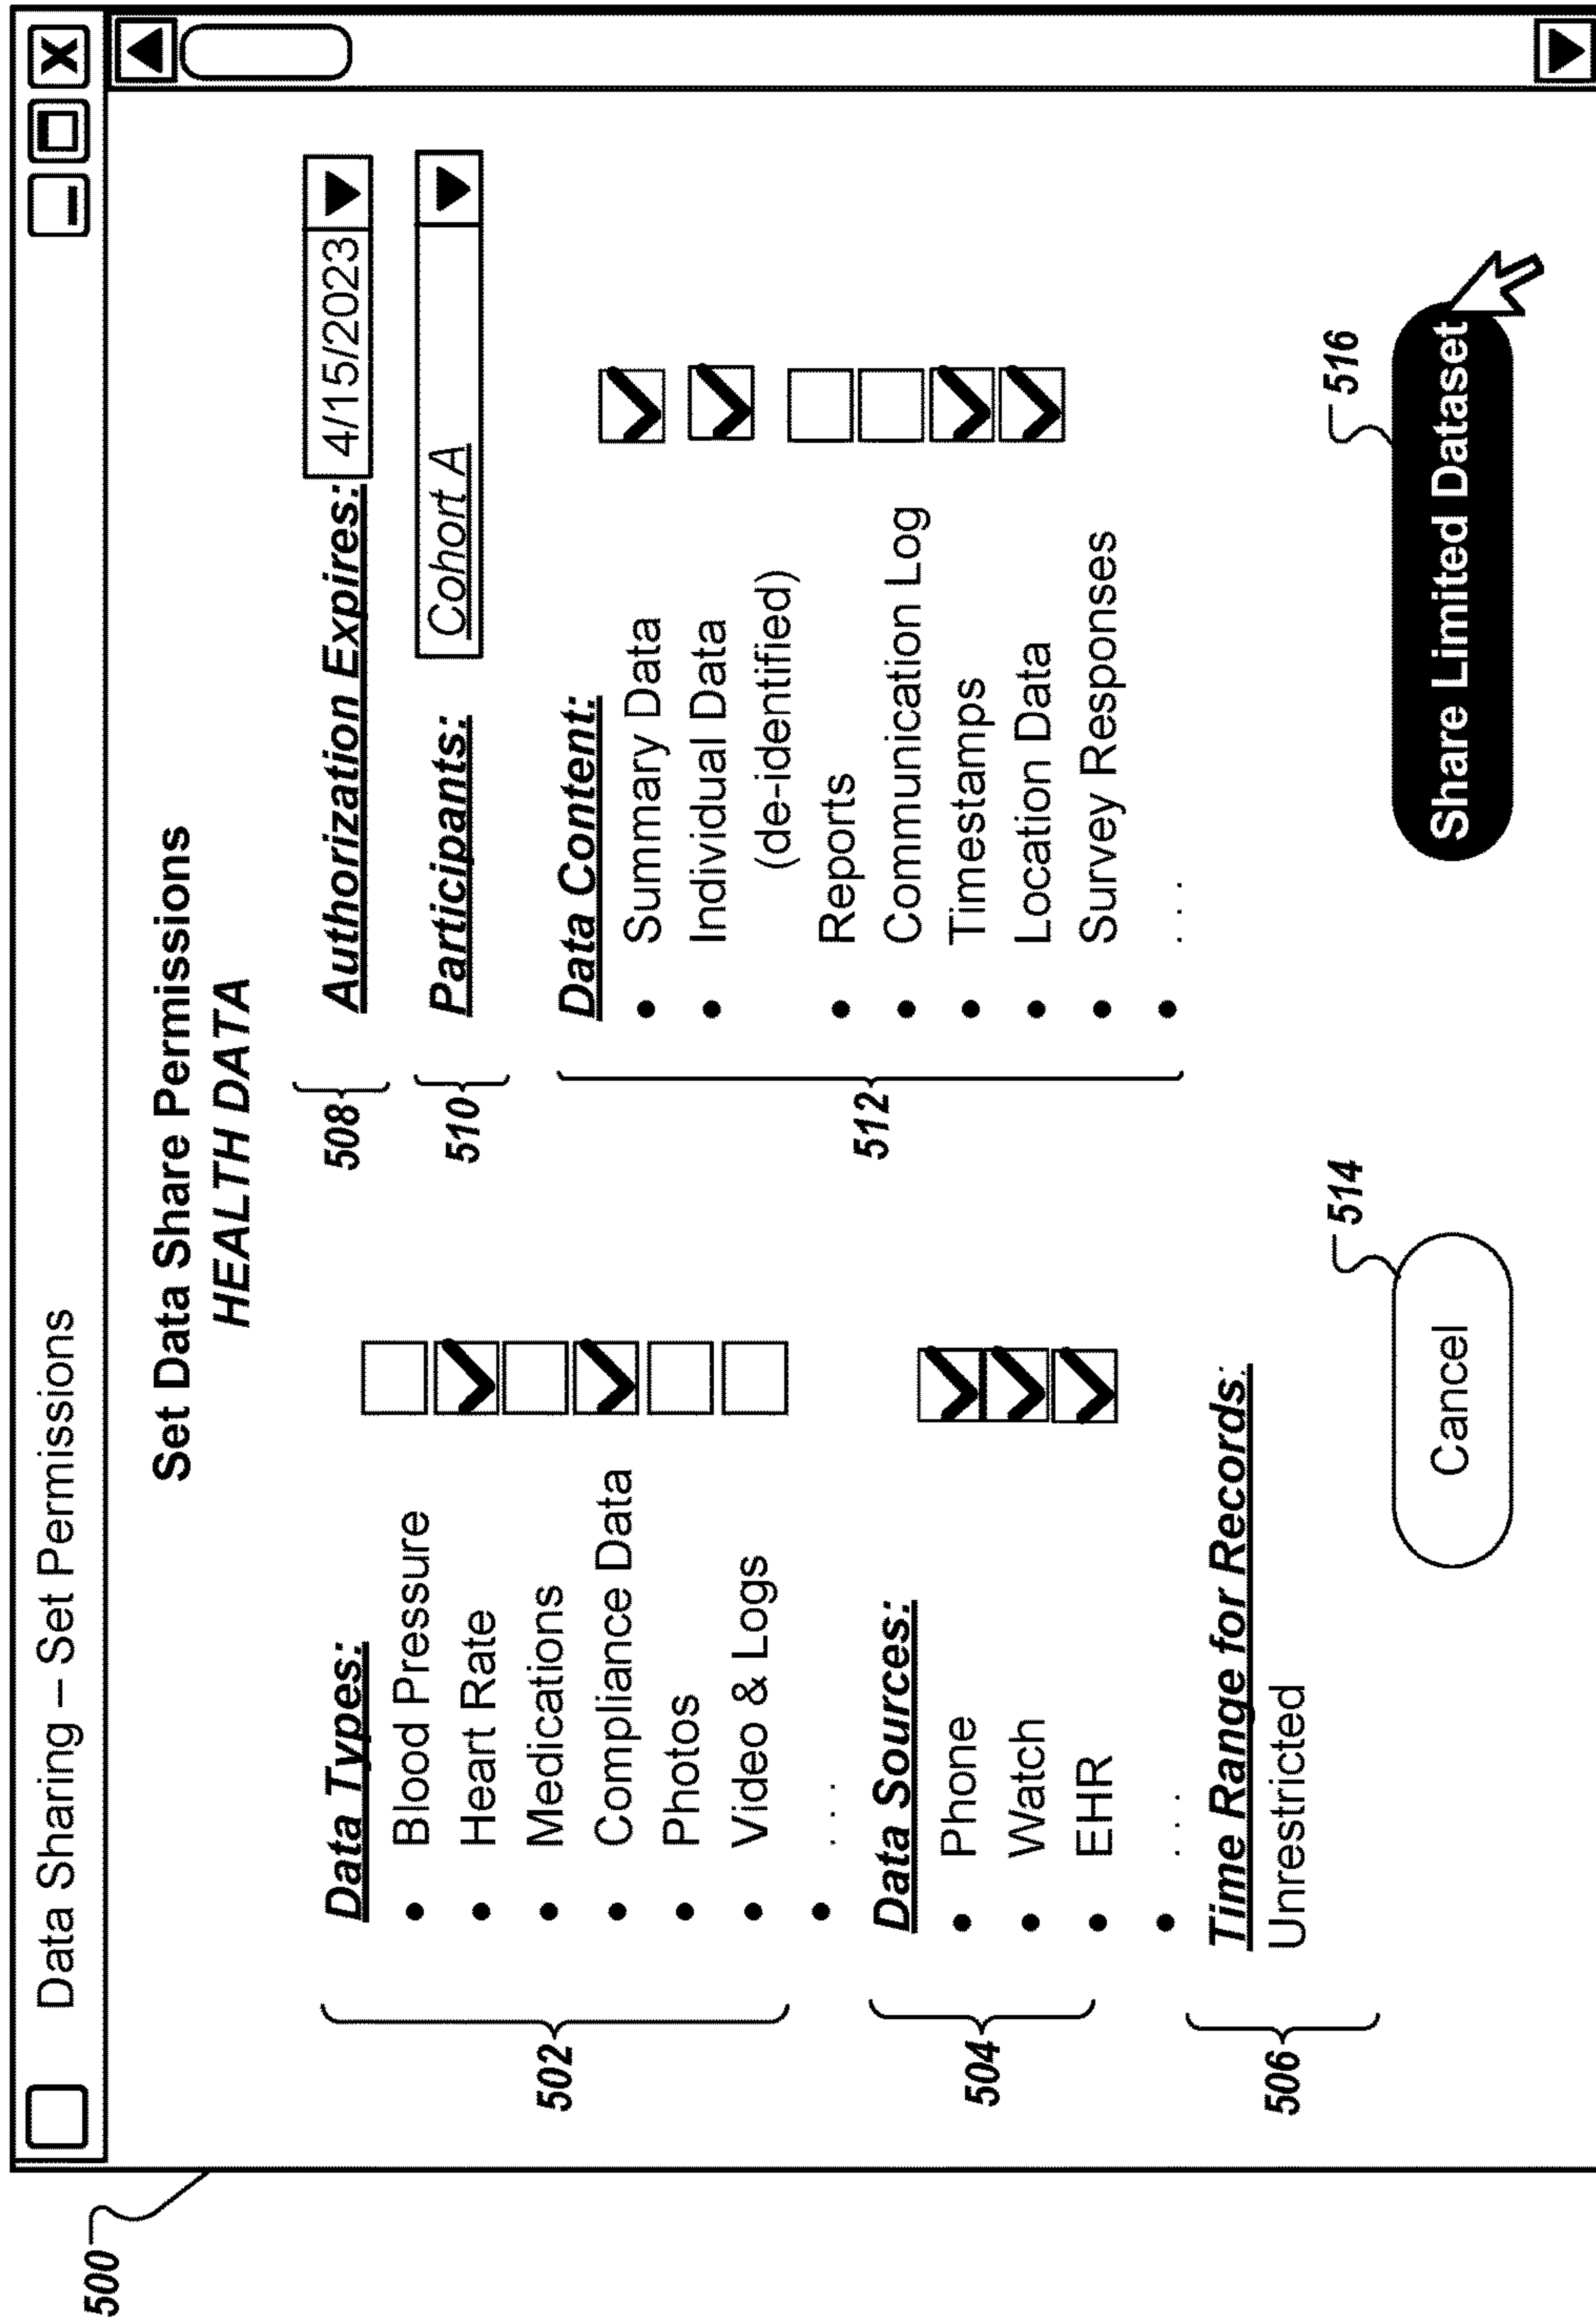 500
Data Sharing – Set Permissions
X
Set Data Share Permissions
HEALTH DATA
502
Data Types:
• Blood Pressure
• Heart Rate
• Medications
• Compliance Data
• Photos
• Video & Logs
• . . .
504
Data Sources:
• Phone
• Watch
• EHR
• . . .
506
Time Range for Records:
Unrestricted
508
Authorization Expires: 4/15/2023
510
Participants: Cohort A
512
Data Content:
• Summary Data
• Individual Data
(de-identified)
• Reports
• Communication Log
• Timestamps
• Location Data
• Survey Responses
• . . .
514
Cancel
516
Share Limited Dataset